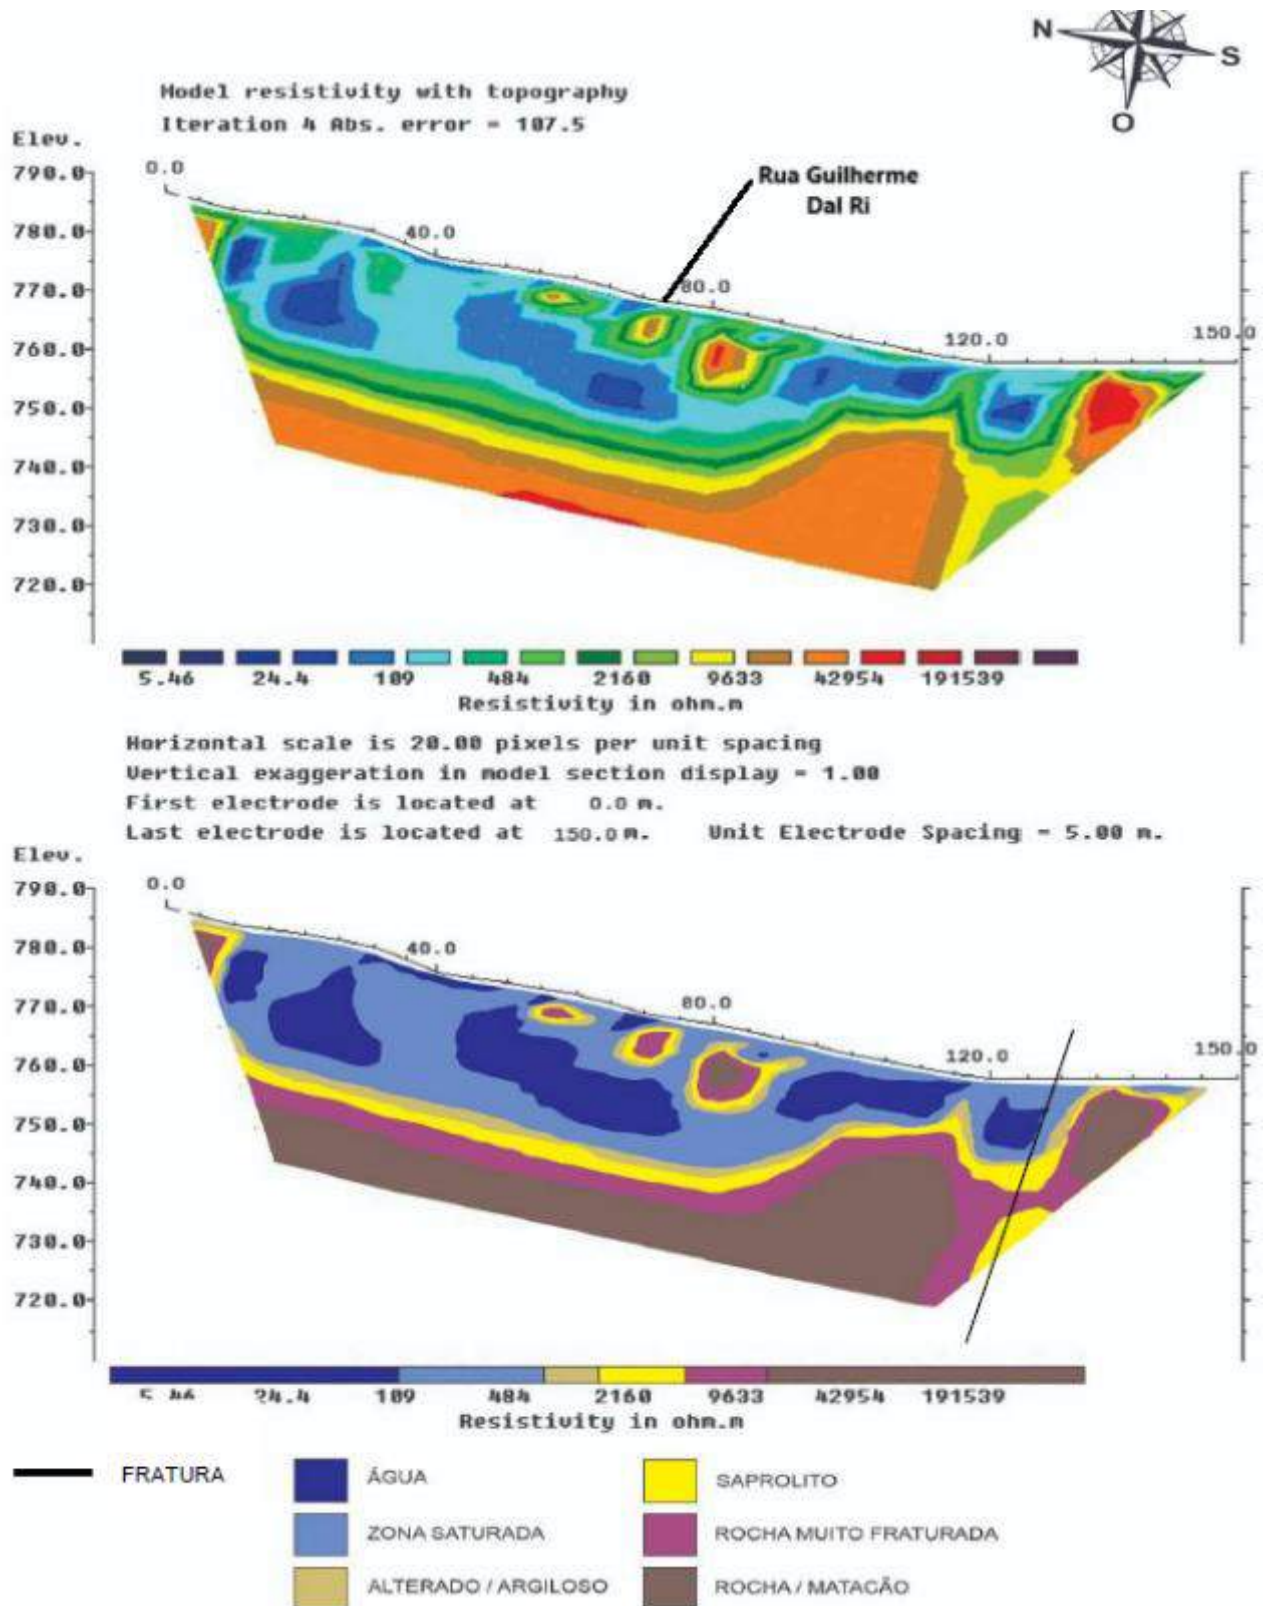 N
S
O
Model resistivity with topography
Iteration 4 Abs. error = 107.5
Elev.
790.0
780.0
770.0
760.0
750.0
740.0
730.0
720.0
0.0
40.0
80.0
120.0
150.0
Rua Guilherme
Dal Ri
5.46 24.4 109 484 2160 9633 42954 191539
Resistivity in ohm.m
Horizontal scale is 20.00 pixels per unit spacing
Vertical exaggeration in model section display = 1.00
First electrode is located at 0.0 m.
Last electrode is located at 150.0 m. Unit Electrode Spacing = 5.00 m.
Elev.
790.0
780.0
770.0
760.0
750.0
740.0
730.0
720.0
0.0
40.0
80.0
120.0
150.0
5.46 24.4 109 484 2160 9633 42954 191539
Resistivity in ohm.m
FRATURA
ÁGUA
SAPROLITO
ZONA SATURADA
ROCHA MUITO FRATURADA
ALTERADO / ARGILOSO
ROCHA / MATACÃO